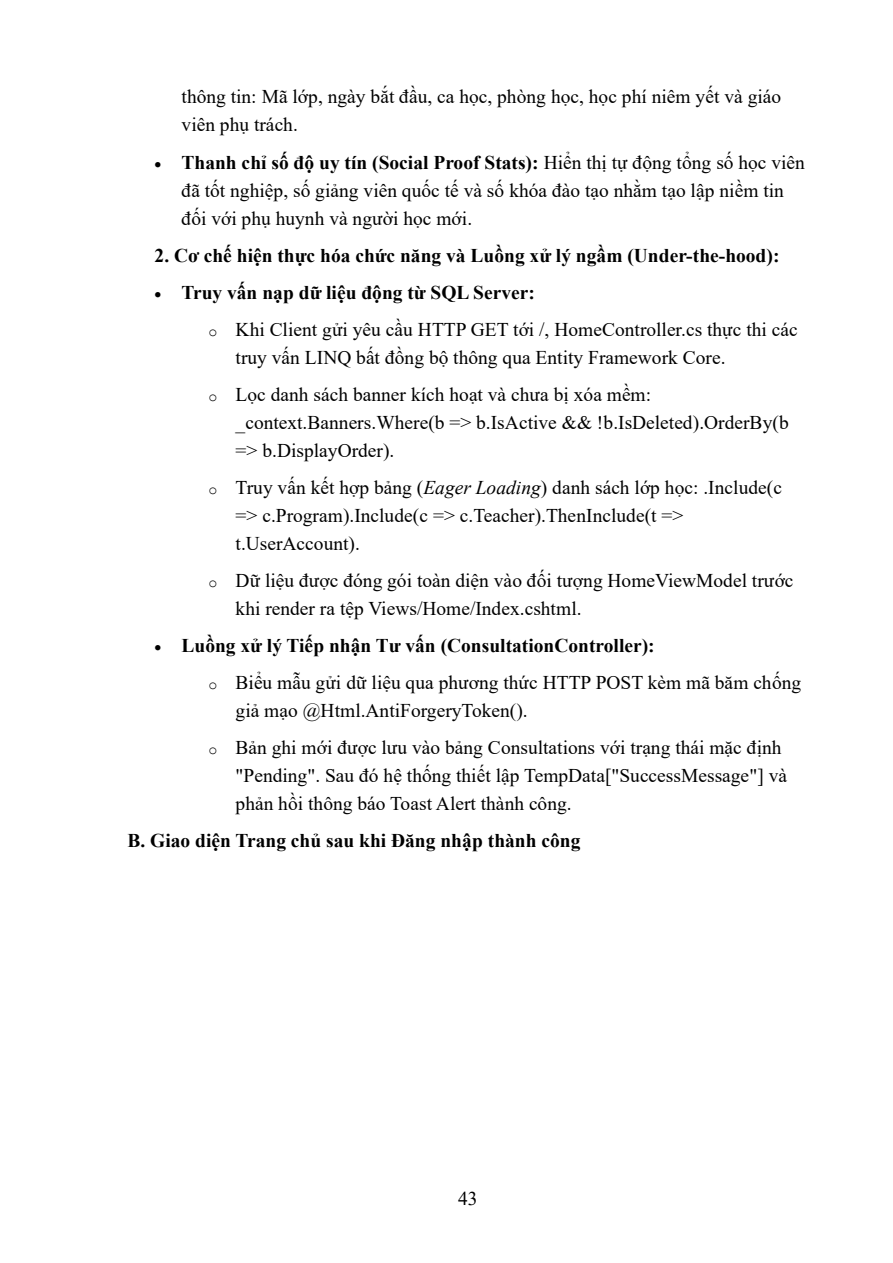 thông tin: Mã lớp, ngày bắt đầu, ca học, phòng học, học phí niêm yết và giáo
viên phụ trách.
• Thanh chỉ số độ uy tín (Social Proof Stats): Hiển thị tự động tổng số học viên
đã tốt nghiệp, số giảng viên quốc tế và số khóa đào tạo nhằm tạo lập niềm tin
đối với phụ huynh và người học mới.
2. Cơ chế hiện thực hóa chức năng và Luồng xử lý ngầm (Under-the-hood):
• Truy vấn nạp dữ liệu động từ SQL Server:
○ Khi Client gửi yêu cầu HTTP GET tới /, HomeController.cs thực thi các
truy vấn LINQ bất đồng bộ thông qua Entity Framework Core.
○ Lọc danh sách banner kích hoạt và chưa bị xóa mềm:
_context.Banners.Where(b => b.IsActive && !b.IsDeleted).OrderBy(b
=> b.DisplayOrder).
○ Truy vấn kết hợp bảng (Eager Loading) danh sách lớp học: .Include(c
=> c.Program).Include(c => c.Teacher).ThenInclude(t =>
t.UserAccount).
○ Dữ liệu được đóng gói toàn diện vào đối tượng HomeViewModel trước
khi render ra tệp Views/Home/Index.cshtml.
• Luồng xử lý Tiếp nhận Tư vấn (ConsultationController):
○ Biểu mẫu gửi dữ liệu qua phương thức HTTP POST kèm mã băm chống
giả mạo @Html.AntiForgeryToken().
○ Bản ghi mới được lưu vào bảng Consultations với trạng thái mặc định
"Pending". Sau đó hệ thống thiết lập TempData["SuccessMessage"] và
phản hồi thông báo Toast Alert thành công.
B. Giao diện Trang chủ sau khi Đăng nhập thành công
43